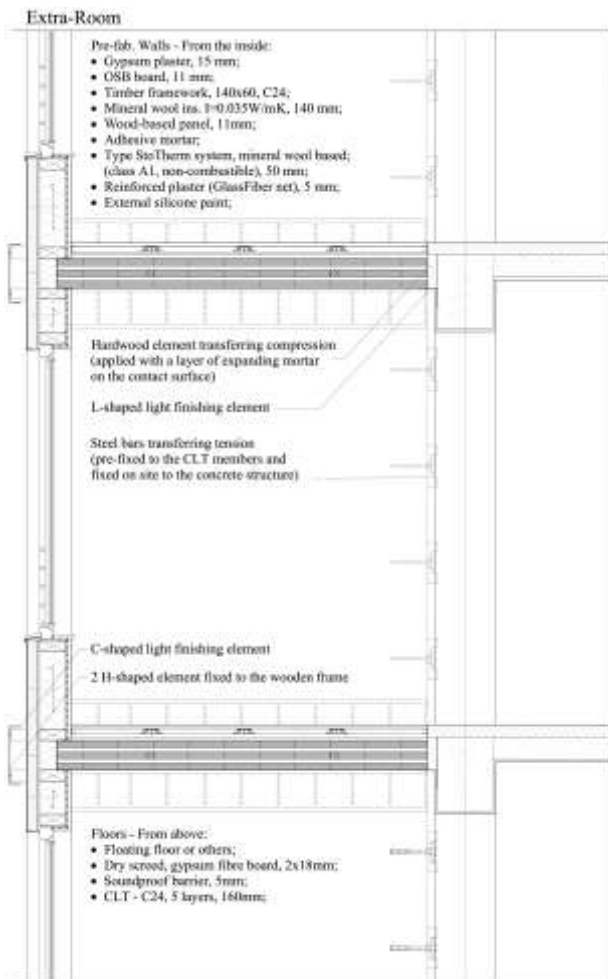 Extra-Room
Pre-fab. Walls - From the inside:
• Gypsum plaster, 15 mm;
• OSB board, 11 mm;
• Timber framework, 140x60, C24;
• Mineral wool ins. l=0.035W/mK, 140 mm;
• Wood-based panel, 11mm;
• Adhesive mortar;
• Type StoTherm system, mineral wool based;
(class A1, non-combustible), 50 mm;
• Reinforced plaster (GlassFiber net), 5 mm;
• External silicone paint;
Hardwood element transferring compression
(applied with a layer of expanding mortar
on the contact surface)
L-shaped light finishing element
Steel bars transferring tension
(pre-fixed to the CLT members and
fixed on site to the concrete structure)
C-shaped light finishing element
2 H-shaped element fixed to the wooden frame
Floors - From above:
• Floating floor or others;
• Dry screed, gypsum fibre board, 2x18mm;
• Soundproof barrier, 5mm;
• CLT - C24, 5 layers, 160mm;